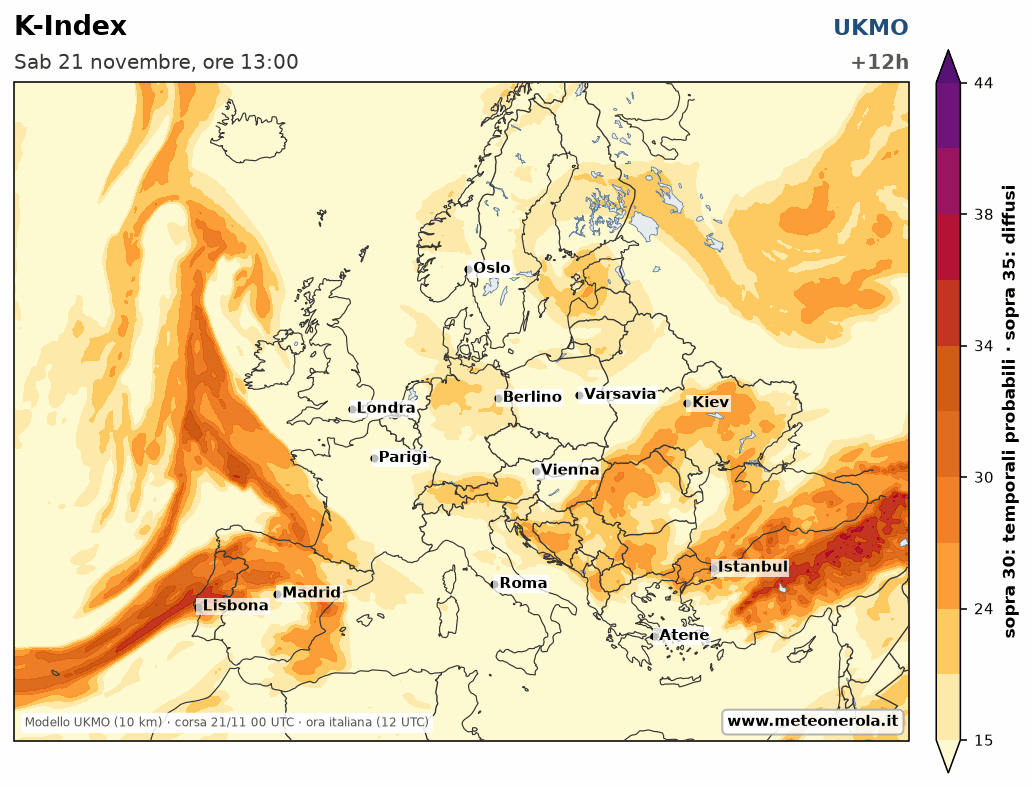 K-Index
UKMO
Sab 21 novembre, ore 13:00
+12h
44
38
34
30
24
15
sopra 30: temporali probabili · sopra 35: diffusi
Oslo
Londra
Berlino
Varsavia
Kiev
Parigi
Vienna
Istanbul
Roma
Madrid
Lisbona
Atene
Modello UKMO (10 km) · corsa 21/11 00 UTC · ora italiana (12 UTC)
www.meteonerola.it